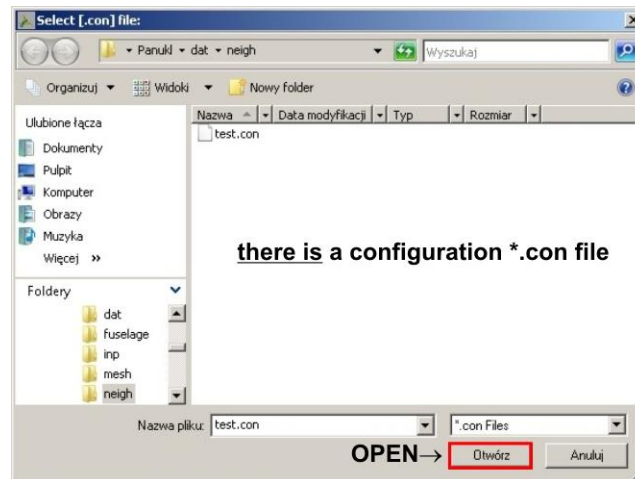 Select [.con] file:
Panukl dat neigh
Wyszukaj
Organizuj Widoki Nowy folder
Ulubione łącza
Dokumenty
Pulpit
Komputer
Obrazy
Muzyka
Więcej »
Nazwa Data modyfikacji Typ Rozmiar
test.con
there is a configuration *.con file
Foldery
dat
fuselage
inp
mesh
neigh
Nazwa pliku: test.con *.con Files
OPEN→ Otwórz Anuluj